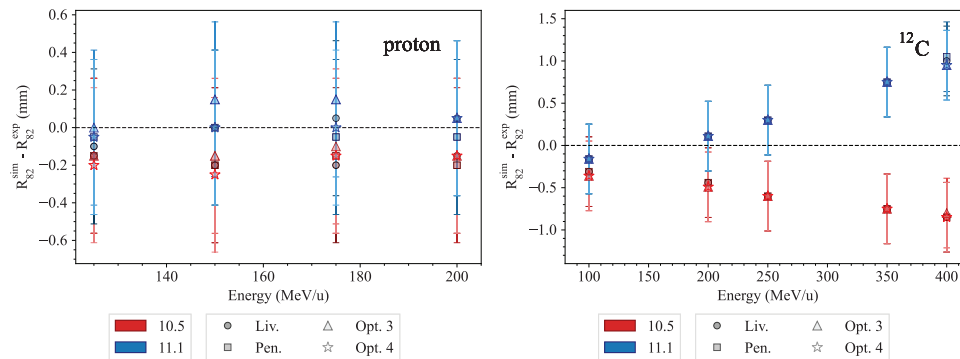 proton
0.6
0.4
0.2
0.0
−0.2
−0.4
−0.6
R₈₂ˢⁱᵐ - R₈₂ᵉˣᵖ (mm)
140 160 180 200
Energy (MeV/u)
10.5 Liv. Opt. 3
11.1 Pen. Opt. 4
¹²C
1.5
1.0
0.5
0.0
−0.5
−1.0
R₈₂ˢⁱᵐ - R₈₂ᵉˣᵖ (mm)
100 150 200 250 300 350 400
Energy (MeV/u)
10.5 Liv. Opt. 3
11.1 Pen. Opt. 4